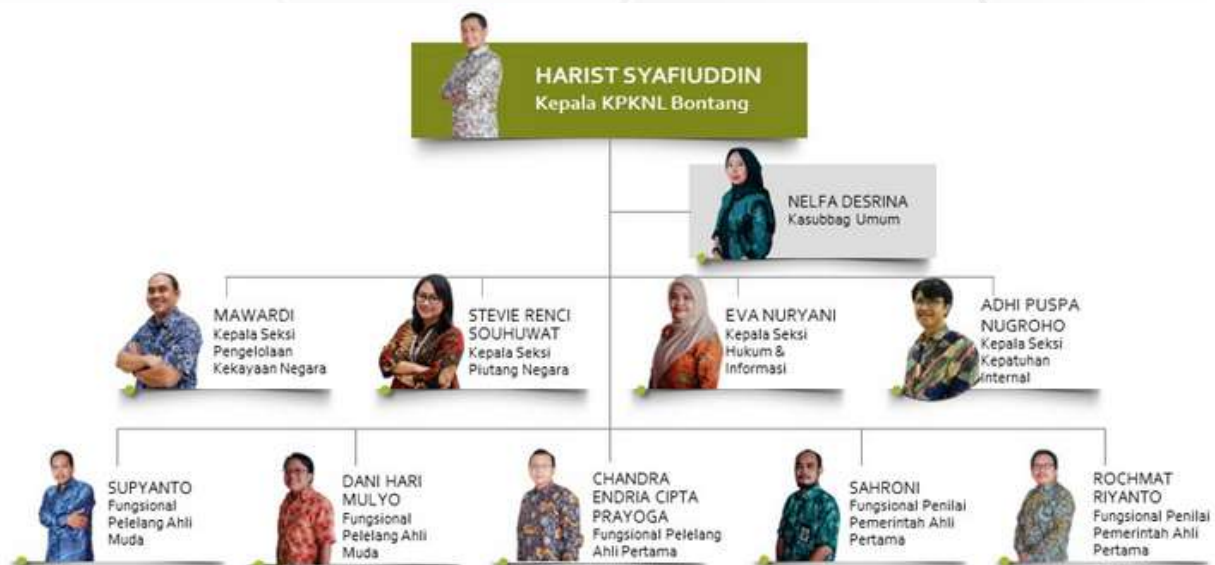 HARIST SYAFIUDDIN
Kepala KPKNL Bontang
NELFA DESRINA
Kasubbag Umum
MAWARDI
Kepala Seksi
Pengelolaan
Kekayaan Negara
STEVIE RENCI
SOUHUWAT
Kepala Seksi
Piutang Negara
EVA NURYANI
Kepala Seksi
Hukum &
Informasi
ADHI PUSPA
NUGROHO
Kepala Seksi
Kepatuhan
Internal
SUPYANTO
Fungsional
Pelelang Ahli
Muda
DANI HARI
MULYO
Fungsional
Pelelang Ahli
Muda
CHANDRA
ENDRIA CIPTA
PRAYOGA
Fungsional Pelelang
Ahli Pertama
SAHRONI
Fungsional Penilai
Pemerintah Ahli
Pertama
ROCHMAT
RIYANTO
Fungsional Penilai
Pemerintah Ahli
Pertama